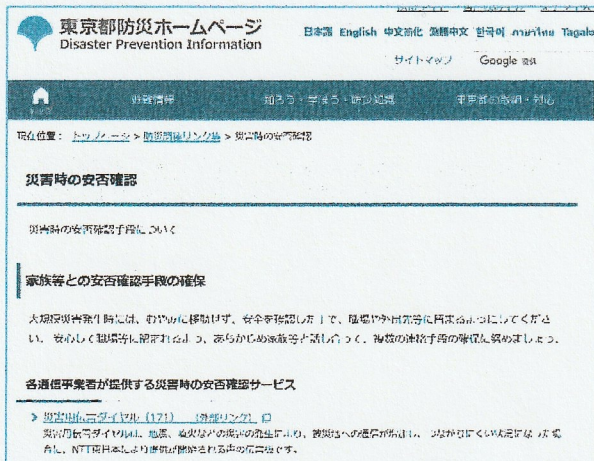 東京都防災ホームページ
Disaster Prevention Information
日本語 English 中文简化 繁體中文 한국어 ภาษาไทย Tagalo
サイトマップ Google 提供
避難情報 知ろう・学ぼう・防災知識 東京都の取組・対応
現在位置： トップページ > 防災関連リンク集 > 災害時の安否確認
災害時の安否確認
災害時の安否確認手段について
家族等との安否確認手段の確保
大規模災害発生時には、むやみに移動せず、安全を確認した上で、職場や外出先等に留まるようにしてくださ
い。 安心して職場等に留まれるよう、あらかじめ家族等と話し合って、複数の連絡手段の確保に努めましょう。
各通信事業者が提供する災害時の安否確認サービス
災害用伝言ダイヤル（171） （外部リンク）
災害用伝言ダイヤルは、地震、噴火などの災害の発生により、被災地への通信が増加し、つながりにくい状況になった場
合に、NTT東日本により提供が開始される声の伝言板です。